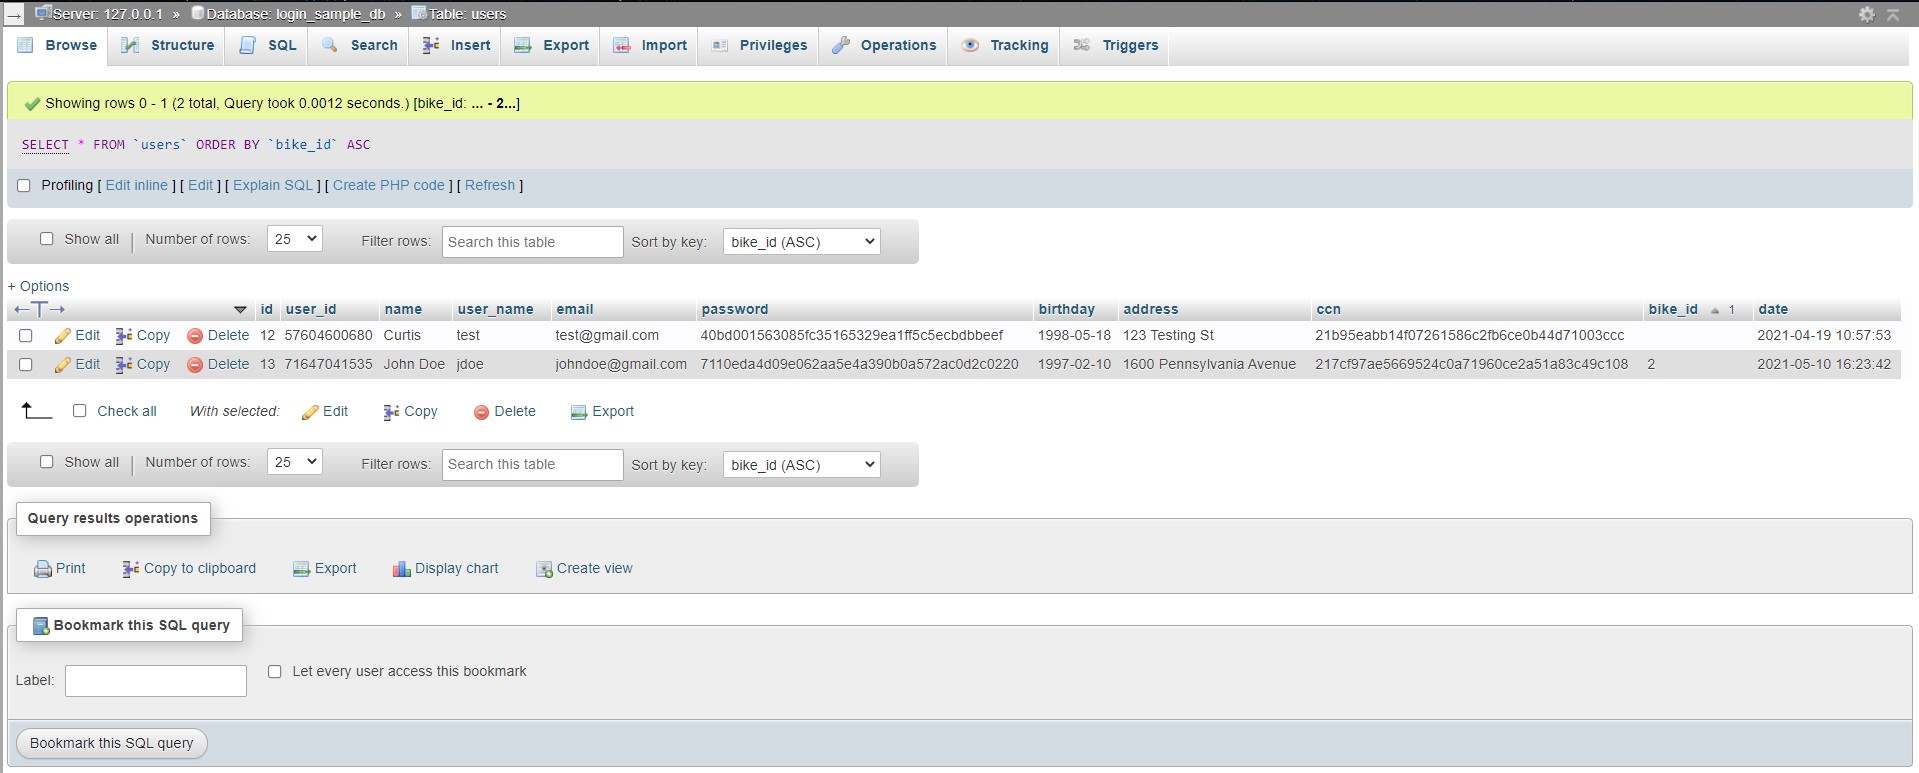 Server: 127.0.0.1 » Database: login_sample_db » Table: users
Browse Structure SQL Search Insert Export Import Privileges Operations Tracking Triggers
Showing rows 0 - 1 (2 total, Query took 0.0012 seconds.) [bike_id: ... - 2...]
SELECT * FROM `users` ORDER BY `bike_id` ASC
Profiling [ Edit inline ] [ Edit ] [ Explain SQL ] [ Create PHP code ] [ Refresh ]
Show all | Number of rows: 25 Filter rows: Search this table Sort by key: bike_id (ASC)
+ Options
←T→ id user_id name user_name email password birthday address ccn bike_id 1 date
Edit Copy Delete 12 57604600680 Curtis test test@gmail.com 40bd001563085fc35165329ea1ff5c5ecbdbbeef 1998-05-18 123 Testing St 21b95eabb14f07261586c2fb6ce0b44d71003ccc 2021-04-19 10:57:53
Edit Copy Delete 13 71647041535 John Doe jdoe johndoe@gmail.com 7110eda4d09e062aa5e4a390b0a572ac0d2c0220 1997-02-10 1600 Pennsylvania Avenue 217cf97ae5669524c0a71960ce2a51a83c49c108 2 2021-05-10 16:23:42
Check all With selected: Edit Copy Delete Export
Show all | Number of rows: 25 Filter rows: Search this table Sort by key: bike_id (ASC)
Query results operations
Print Copy to clipboard Export Display chart Create view
Bookmark this SQL query
Label: Let every user access this bookmark
Bookmark this SQL query